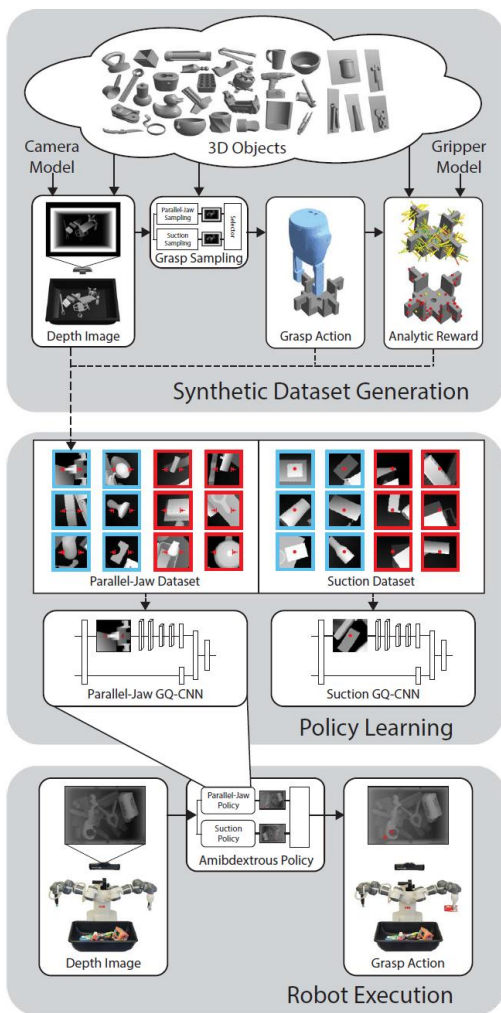 3D Objects
Camera
Model
Gripper
Model
Parallel-Jaw
Sampling
Suction
Sampling
Selector
Grasp Sampling
Depth Image
Grasp Action
Analytic Reward
Synthetic Dataset Generation
Parallel-Jaw Dataset
Suction Dataset
Parallel-Jaw GQ-CNN
Suction GQ-CNN
Policy Learning
Parallel-Jaw
Policy
Suction
Policy
Amibdextrous Policy
Depth Image
Grasp Action
Robot Execution